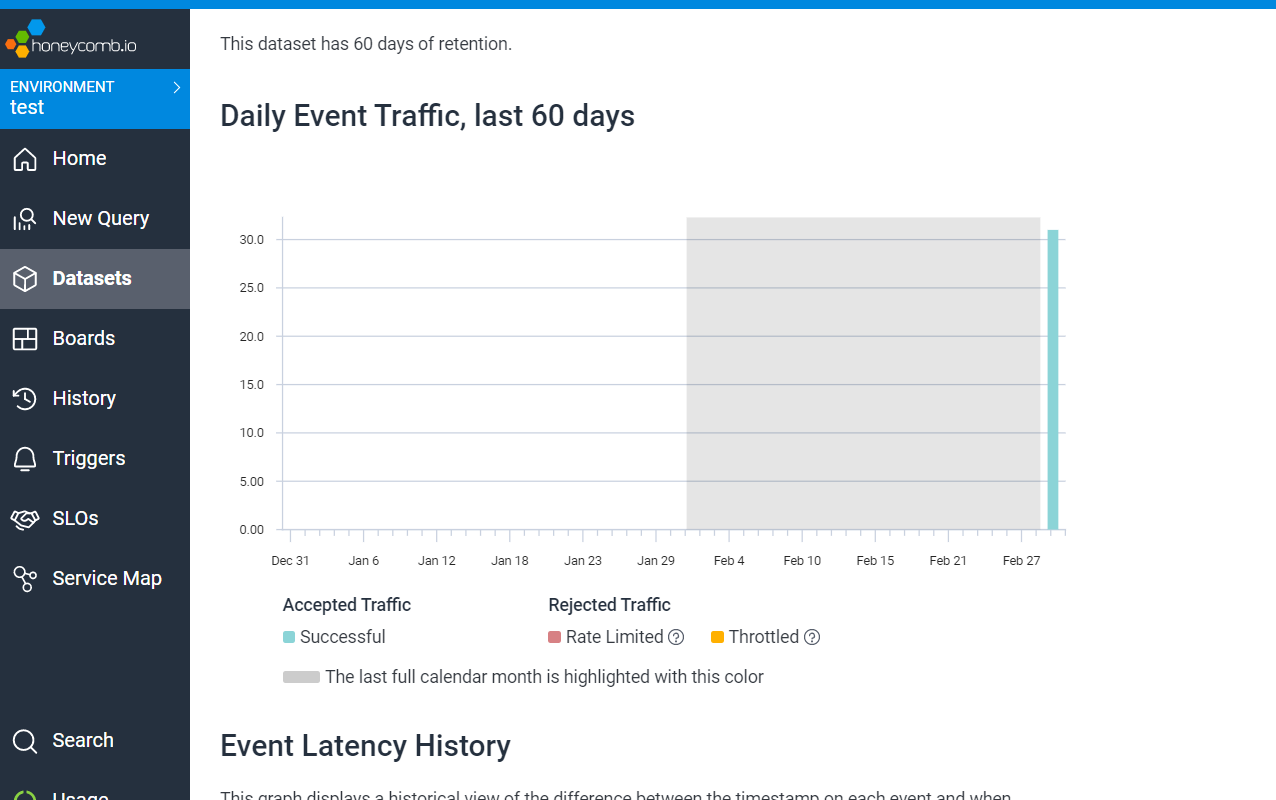 honeycomb.io
ENVIRONMENT
test
Home
New Query
Datasets
Boards
History
Triggers
SLOs
Service Map
Search
Usage
This dataset has 60 days of retention.
Daily Event Traffic, last 60 days
30.0
25.0
20.0
15.0
10.0
5.00
0.00
Dec 31 Jan 6 Jan 12 Jan 18 Jan 23 Jan 29 Feb 4 Feb 10 Feb 15 Feb 21 Feb 27
Accepted Traffic Rejected Traffic
Successful Rate Limited ? Throttled ?
The last full calendar month is highlighted with this color
Event Latency History
This graph displays a historical view of the difference between the timestamp on each event and when